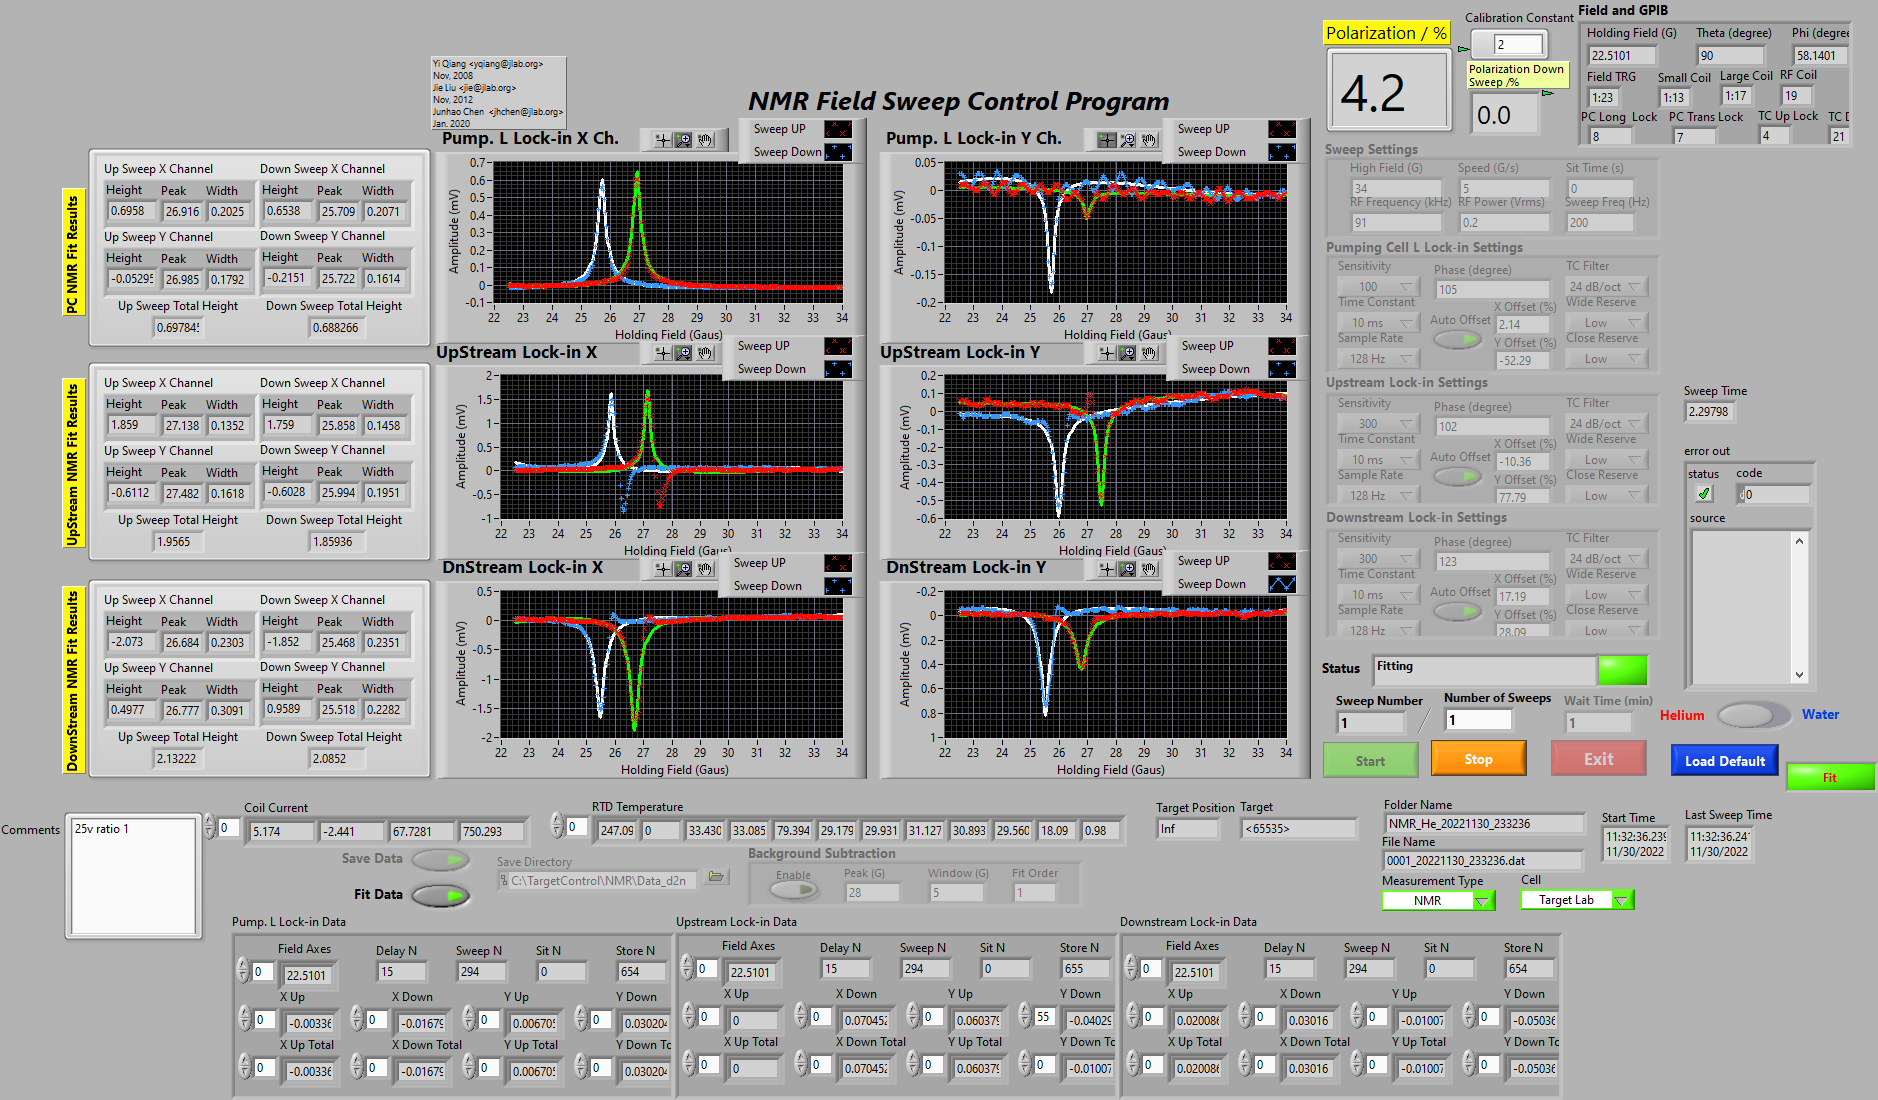 Yi Qiang <yqiang@jlab.org>
Nov, 2008
Jie Liu <jie@jlab.org>
Nov, 2012
Junhao Chen <jhchen@jlab.org>
Jan. 2020
NMR Field Sweep Control Program
Polarization / %
4.2
Calibration Constant
2
Polarization Down
Sweep /%
0.0
Field and GPIB
Holding Field (G) Theta (degree) Phi (degree
22.5101 90 58.1401
Field TRG Small Coil Large Coil RF Coil
1:23 1:13 1:17 19
PC Long Lock PC Trans Lock TC Up Lock TC D
8 7 4 21
PC NMR Fit Results
Up Sweep X Channel Down Sweep X Channel
Height Peak Width Height Peak Width
0.6958 26.916 0.2025 0.6538 25.709 0.2071
Up Sweep Y Channel Down Sweep Y Channel
Height Peak Width Height Peak Width
-0.05295 26.985 0.1792 -0.2151 25.722 0.1614
Up Sweep Total Height Down Sweep Total Height
0.697845 0.688266
UpStream NMR Fit Results
Up Sweep X Channel Down Sweep X Channel
Height Peak Width Height Peak Width
1.859 27.138 0.1352 1.759 25.858 0.1458
Up Sweep Y Channel Down Sweep Y Channel
Height Peak Width Height Peak Width
-0.6112 27.482 0.1618 -0.6028 25.994 0.1951
Up Sweep Total Height Down Sweep Total Height
1.9565 1.85936
DownStream NMR Fit Results
Up Sweep X Channel Down Sweep X Channel
Height Peak Width Height Peak Width
-2.073 26.684 0.2303 -1.852 25.468 0.2351
Up Sweep Y Channel Down Sweep Y Channel
Height Peak Width Height Peak Width
0.4977 26.777 0.3091 0.9589 25.518 0.2282
Up Sweep Total Height Down Sweep Total Height
2.13222 2.0852
Pump. L Lock-in X Ch.
Sweep UP
Sweep Down
Amplitude (mV)
0.7
0.6
0.5
0.4
0.3
0.2
0.1
0
-0.1
22 23 24 25 26 27 28 29 30 31 32 33 34
Holding Field (Gaus)
Pump. L Lock-in Y Ch.
Sweep UP
Sweep Down
Amplitude (mV)
0.05
0
-0.05
-0.1
-0.15
-0.2
22 23 24 25 26 27 28 29 30 31 32 33 34
Holding Field (Gaus)
UpStream Lock-in X
Sweep UP
Sweep Down
Amplitude (mV)
2
1.5
1
0.5
0
-0.5
-1
22 23 24 25 26 27 28 29 30 31 32 33 34
Holding Field (Gaus)
UpStream Lock-in Y
Sweep UP
Sweep Down
Amplitude (mV)
0.2
0.1
0
-0.1
-0.2
-0.3
-0.4
-0.5
-0.6
22 23 24 25 26 27 28 29 30 31 32 33 34
Holding Field (Gaus)
DnStream Lock-in X
Sweep UP
Sweep Down
Amplitude (mV)
0.5
0
-0.5
-1
-1.5
-2
22 23 24 25 26 27 28 29 30 31 32 33 34
Holding Field (Gaus)
DnStream Lock-in Y
Sweep UP
Sweep Down
Amplitude (mV)
-0.2
0
0.2
0.4
0.6
0.8
1
22 23 24 25 26 27 28 29 30 31 32 33 34
Holding Field (Gaus)
Sweep Settings
High Field (G) Speed (G/s) Sit Time (s)
34 5 0
RF Frequency (kHz) RF Power (Vrms) Sweep Freq (Hz)
91 0.2 200
Pumping Cell L Lock-in Settings
Sensitivity Phase (degree) TC Filter
100 105 24 dB/oct
Time Constant X Offset (%) Wide Reserve
10 ms Auto Offset 2.14 Low
Sample Rate Y Offset (%) Close Reserve
128 Hz -52.29 Low
Upstream Lock-in Settings
Sensitivity Phase (degree) TC Filter
300 102 24 dB/oct
Time Constant X Offset (%) Wide Reserve
10 ms Auto Offset -10.36 Low
Sample Rate Y Offset (%) Close Reserve
128 Hz 77.79 Low
Downstream Lock-in Settings
Sensitivity Phase (degree) TC Filter
300 123 24 dB/oct
Time Constant X Offset (%) Wide Reserve
10 ms Auto Offset 17.19 Low
Sample Rate Y Offset (%) Close Reserve
128 Hz 28.09 Low
Sweep Time
2.29798
error out
status code
0
source
Status Fitting
Sweep Number Number of Sweeps Wait Time (min)
1 / 1 1
Helium Water
Start Stop Exit Load Default Fit
Comments
25v ratio 1
Coil Current
0 5.174 -2.441 67.7281 750.293
RTD Temperature
0 247.09 0 33.430 33.085 79.394 29.179 29.931 31.127 30.893 29.560 18.09 0.98
Target Position Target
Inf <65535>
Folder Name
NMR_He_20221130_233236
File Name
0001_20221130_233236.dat
Start Time
11:32:36.239
11/30/2022
Last Sweep Time
11:32:36.24
11/30/2022
Measurement Type Cell
NMR Target Lab
Save Data
Fit Data
Save Directory
C:\TargetControl\NMR\Data_d2n
Background Subtraction
Enable Peak (G) Window (G) Fit Order
28 5 1
Pump. L Lock-in Data
Field Axes Delay N Sweep N Sit N Store N
0 22.5101 15 294 0 654
X Up X Down Y Up Y Down
0 -0.00336 0 -0.01679 0 0.006705 0 0.030204
X Up Total X Down Total Y Up Total Y Down Tc
0 -0.00336 0 -0.01679 0 0.006705 0 0.030204
Upstream Lock-in Data
Field Axes Delay N Sweep N Sit N Store N
0 22.5101 15 294 0 655
X Up X Down Y Up Y Down
0 0 0 0.070452 0 0.060379 55 -0.04029
X Up Total X Down Total Y Up Total Y Down Tc
0 0 0 0.070452 0 0.060379 0 -0.01007
Downstream Lock-in Data
Field Axes Delay N Sweep N Sit N Store N
0 22.5101 15 294 0 654
X Up X Down Y Up Y Down
0 0.020086 0 0.03016 0 -0.01007 0 -0.05036
X Up Total X Down Total Y Up Total Y Down Tc
0 0.020086 0 0.03016 0 -0.01007 0 -0.05036